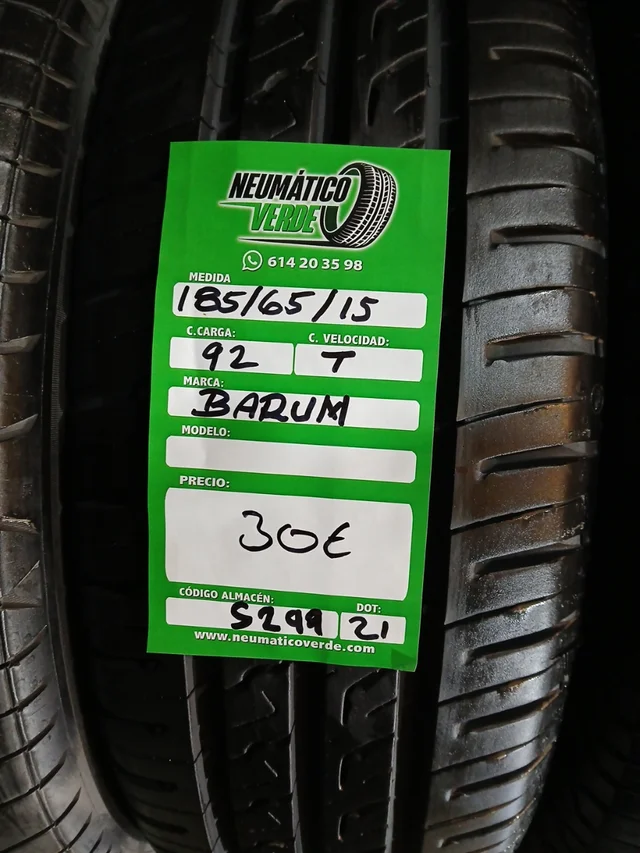 NEUMÁTICO
VERDE
614 20 35 98
MEDIDA
185/65/15
C.CARGA: C. VELOCIDAD:
92 T
MARCA:
BARUM
MODELO:
PRECIO:
30€
CÓDIGO ALMACÉN: DOT:
S299 21
www.neumaticoverde.com